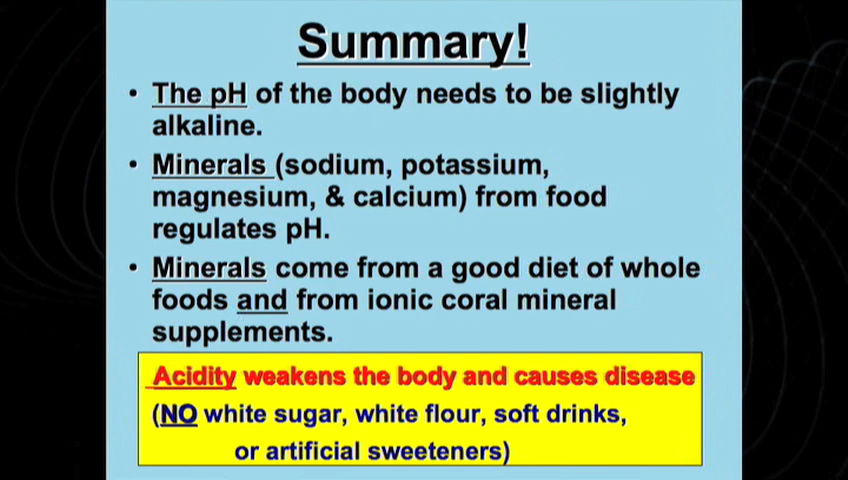 Summary!
• The pH of the body needs to be slightly
alkaline.
• Minerals (sodium, potassium,
magnesium, & calcium) from food
regulates pH.
• Minerals come from a good diet of whole
foods and from ionic coral mineral
supplements.
Acidity weakens the body and causes disease
(NO white sugar, white flour, soft drinks,
or artificial sweeteners)